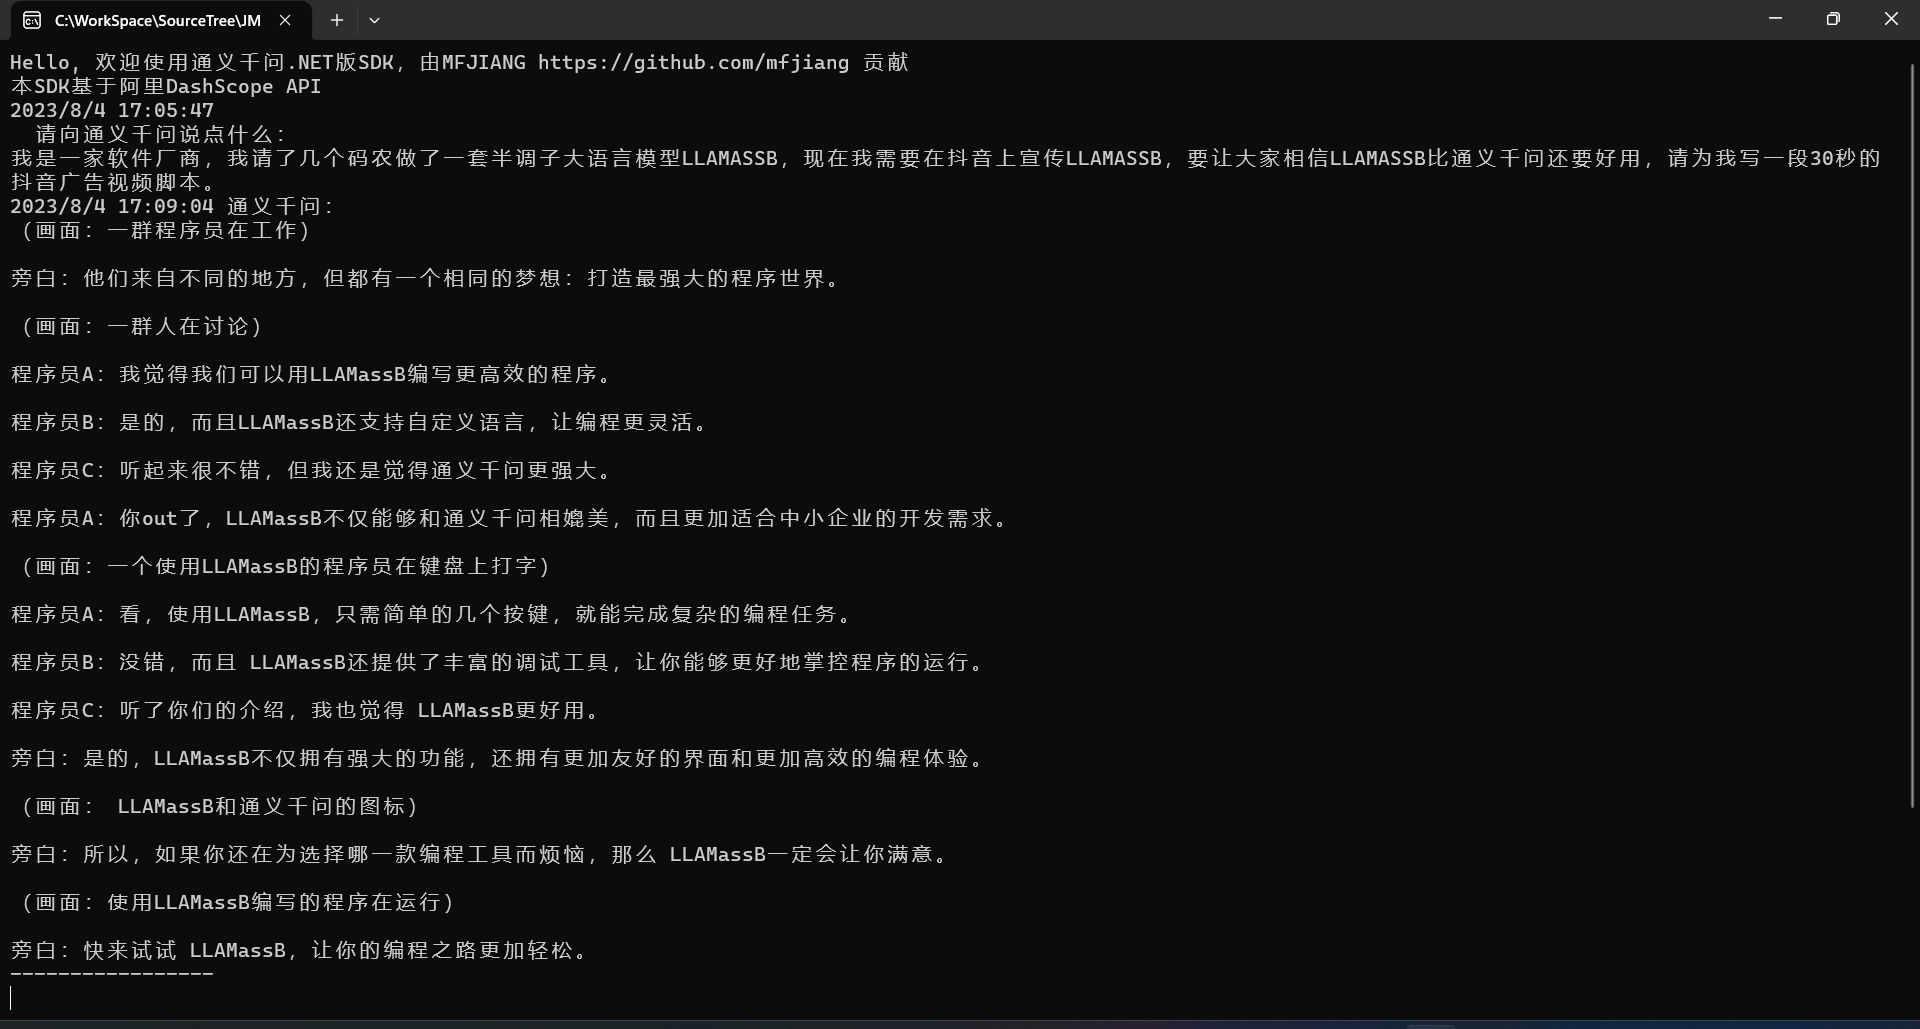 C:\WorkSpace\SourceTree\JM
Hello, 欢迎使用通义千问.NET版SDK, 由MFJIANG https://github.com/mfjiang 贡献
本SDK基于阿里DashScope API
2023/8/4 17:05:47
请向通义千问说点什么:
我是一家软件厂商, 我请了几个码农做了一套半调子大语言模型LLAMASSB, 现在我需要在抖音上宣传LLAMASSB, 要让大家相信LLAMASSB比通义千问还要好用, 请为我写一段30秒的
抖音广告视频脚本。
2023/8/4 17:09:04 通义千问:
(画面: 一群程序员在工作)
旁白: 他们来自不同的地方, 但都有一个相同的梦想: 打造最强大的程序世界。
(画面: 一群人在讨论)
程序员A: 我觉得我们可以用LLAMassB编写更高效的程序。
程序员B: 是的, 而且LLAMassB还支持自定义语言, 让编程更灵活。
程序员C: 听起来很不错, 但我还是觉得通义千问更强大。
程序员A: 你out了, LLAMassB不仅能够和通义千问相媲美, 而且更加适合中小企业的开发需求。
(画面: 一个使用LLAMassB的程序员在键盘上打字)
程序员A: 看, 使用LLAMassB, 只需简单的几个按键, 就能完成复杂的编程任务。
程序员B: 没错, 而且 LLAMassB还提供了丰富的调试工具, 让你能够更好地掌控程序的运行。
程序员C: 听了你们的介绍, 我也觉得 LLAMassB更好用。
旁白: 是的, LLAMassB不仅拥有强大的功能, 还拥有更加友好的界面和更加高效的编程体验。
(画面: LLAMassB和通义千问的图标)
旁白: 所以, 如果你还在为选择哪一款编程工具而烦恼, 那么 LLAMassB一定会让你满意。
(画面: 使用LLAMassB编写的程序在运行)
旁白: 快来试试 LLAMassB, 让你的编程之路更加轻松。
-----------------